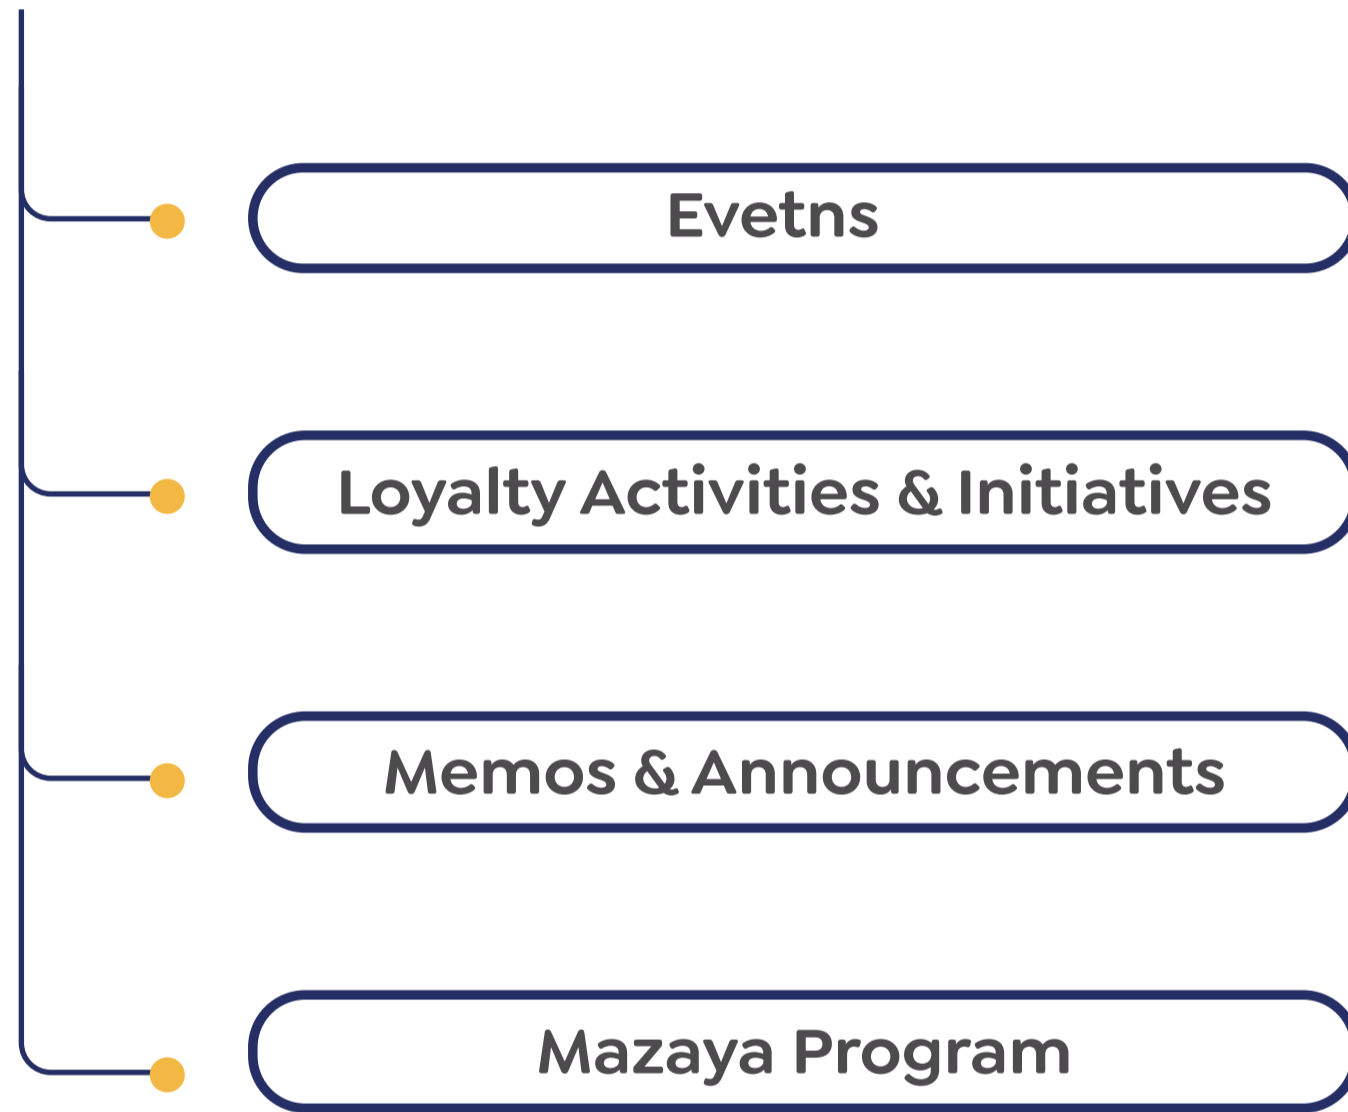 Evetns
Loyalty Activities & Initiatives
Memos & Announcements
Mazaya Program